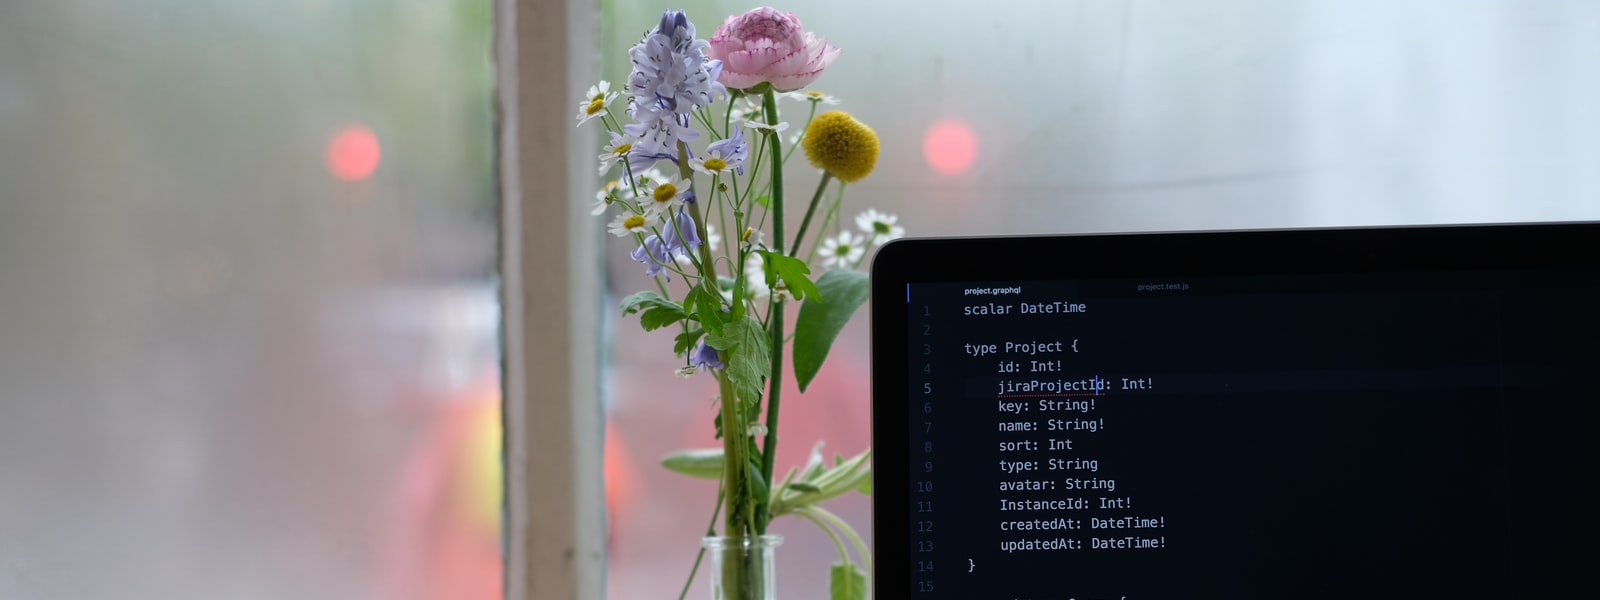 project.graphql project.test.js
1 scalar DateTime
2
3 type Project {
4 id: Int!
5 jiraProjectId: Int!
6 key: String!
7 name: String!
8 sort: Int
9 type: String
10 avatar: String
11 InstanceId: Int!
12 createdAt: DateTime!
13 updatedAt: DateTime!
14 }
15
{